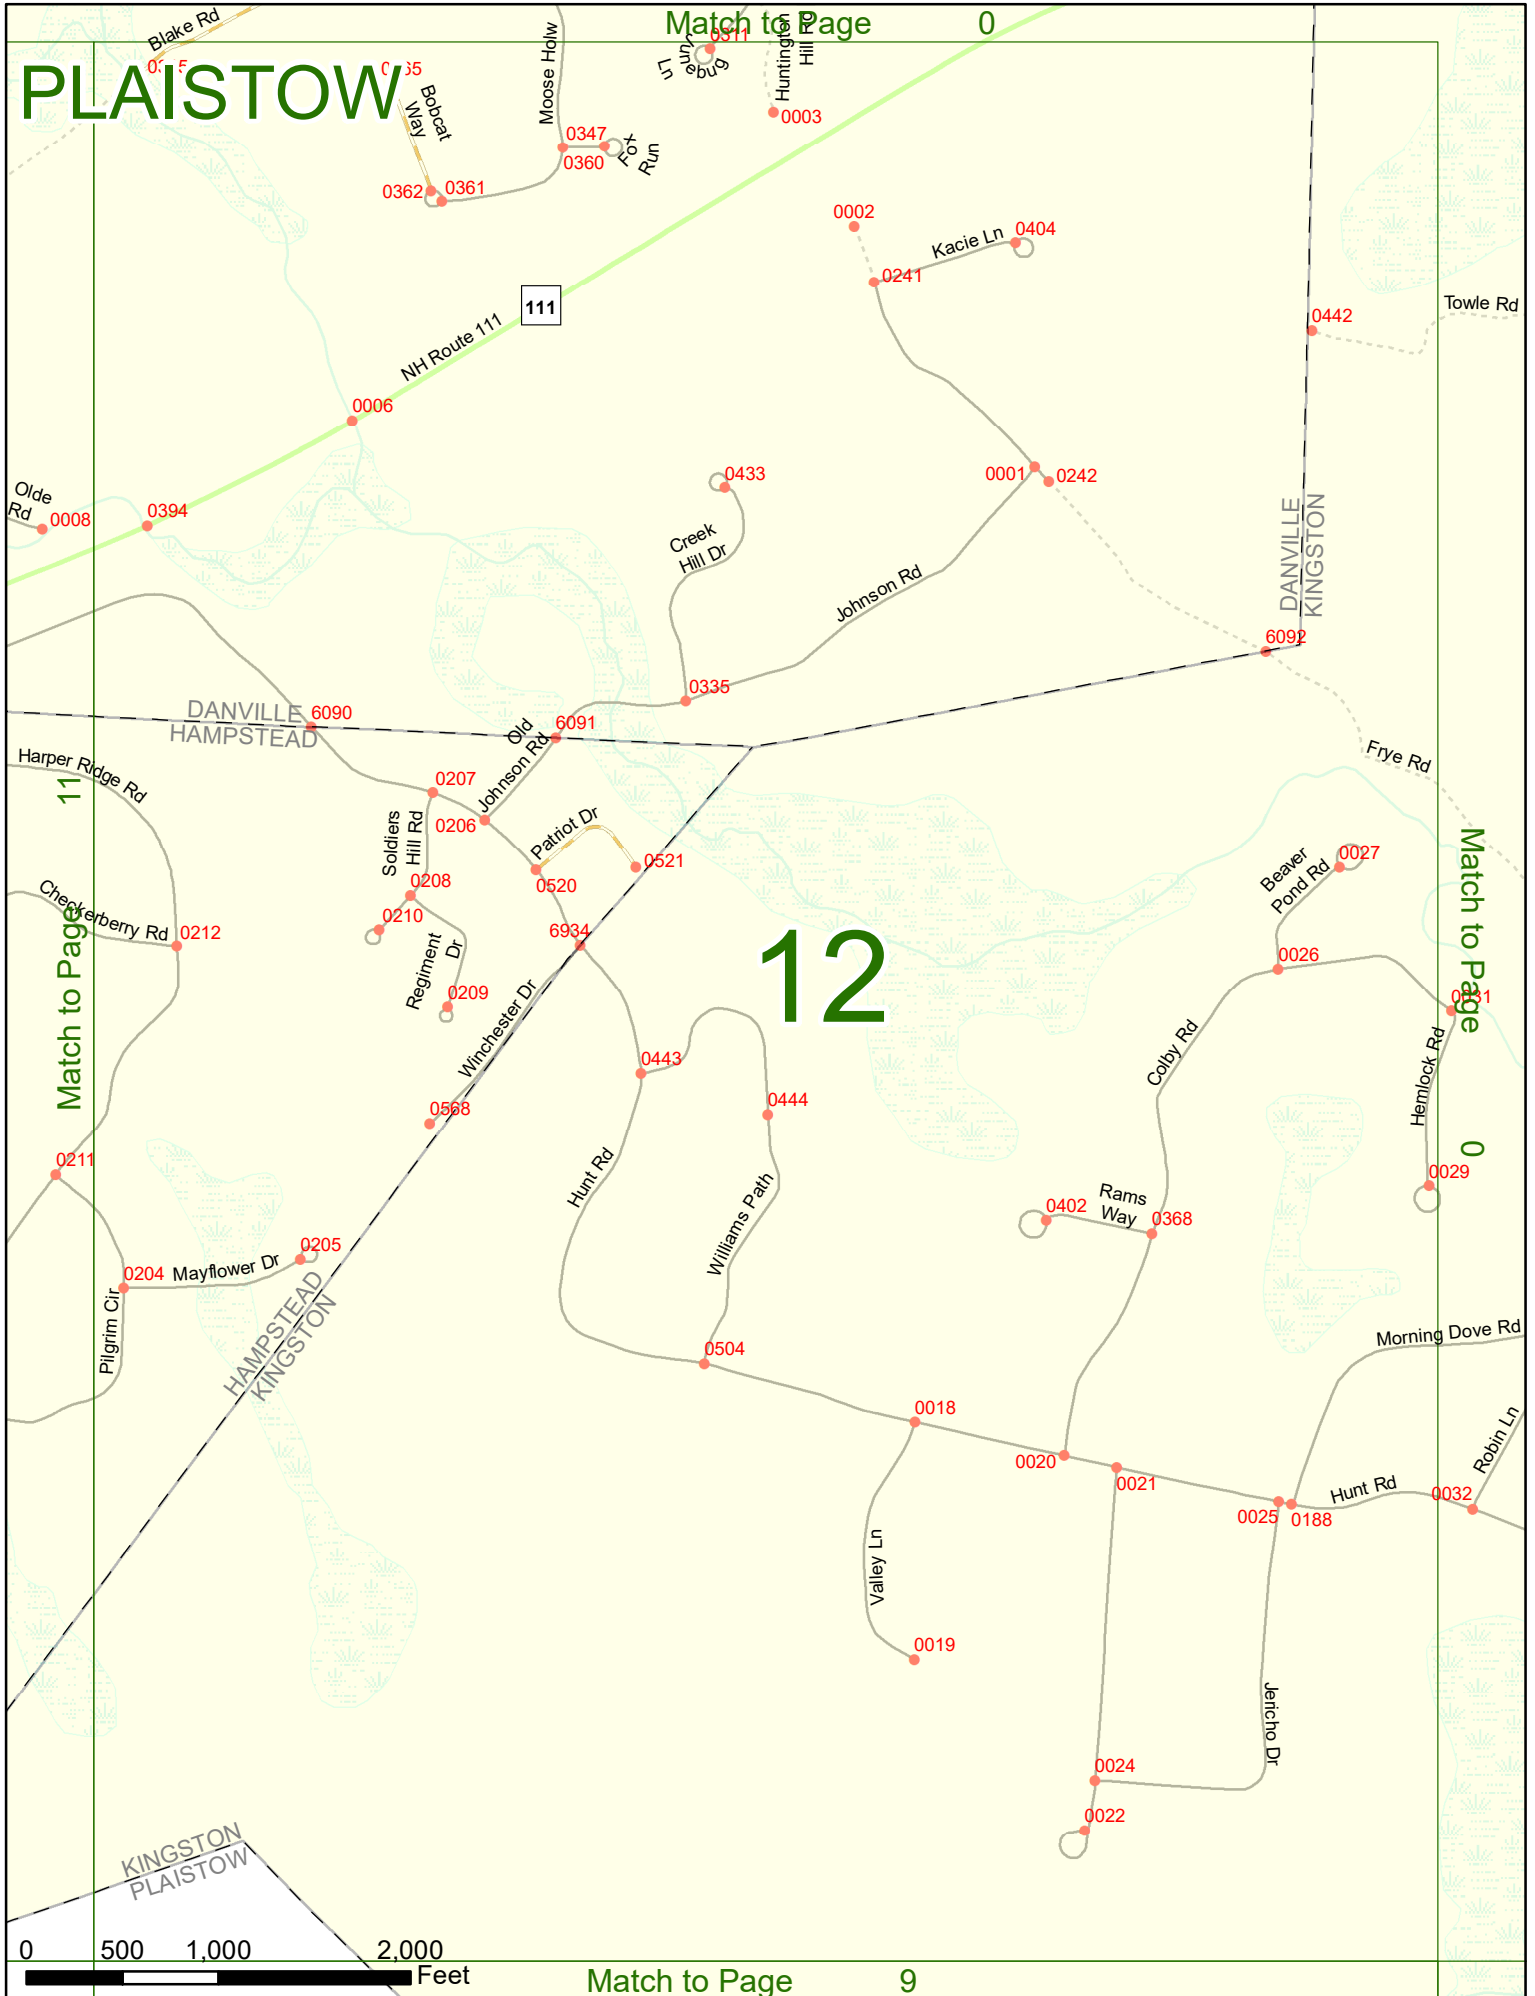 Match to Page 0
Blake Rd
PLAISTOW
Bobcat
Way
Moose Holw
0311
Junebug
Ln
Huntington
Hill Rd
0003
0347
0360
Fox
Run
0362
0361
0002
Kacie Ln
0404
0241
111
NH Route 111
0442
Towle Rd
0006
Olde
Rd
0008
0394
0433
Creek
Hill Dr
0001
0242
Johnson Rd
DANVILLE
KINGSTON
6092
0335
DANVILLE
HAMPSTEAD
6090
6091
Old
Johnson Rd
Harper Ridge Rd
Frye Rd
0207
0206
Soldiers
Hill Rd
Patriot Dr
0520
0521
11
Match to Page
Checkerberry Rd
0212
0208
0210
Regiment
Dr
0209
6934
12
Winchester Dr
0568
Beaver
Pond Rd
0027
0026
Match to Page
0
0031
Hemlock Rd
0029
Colby Rd
0443
0444
Hunt Rd
Williams Path
0211
0402
Rams
Way
0368
0205
0204
Mayflower Dr
Pilgrim Cir
HAMPSTEAD
KINGSTON
Morning Dove Rd
0504
0018
0020
0021
0025
0188
Hunt Rd
0032
Robin Ln
Valley Ln
0019
Jericho Dr
0024
0022
KINGSTON
PLAISTOW
0 500 1,000 2,000
Feet
Match to Page 9